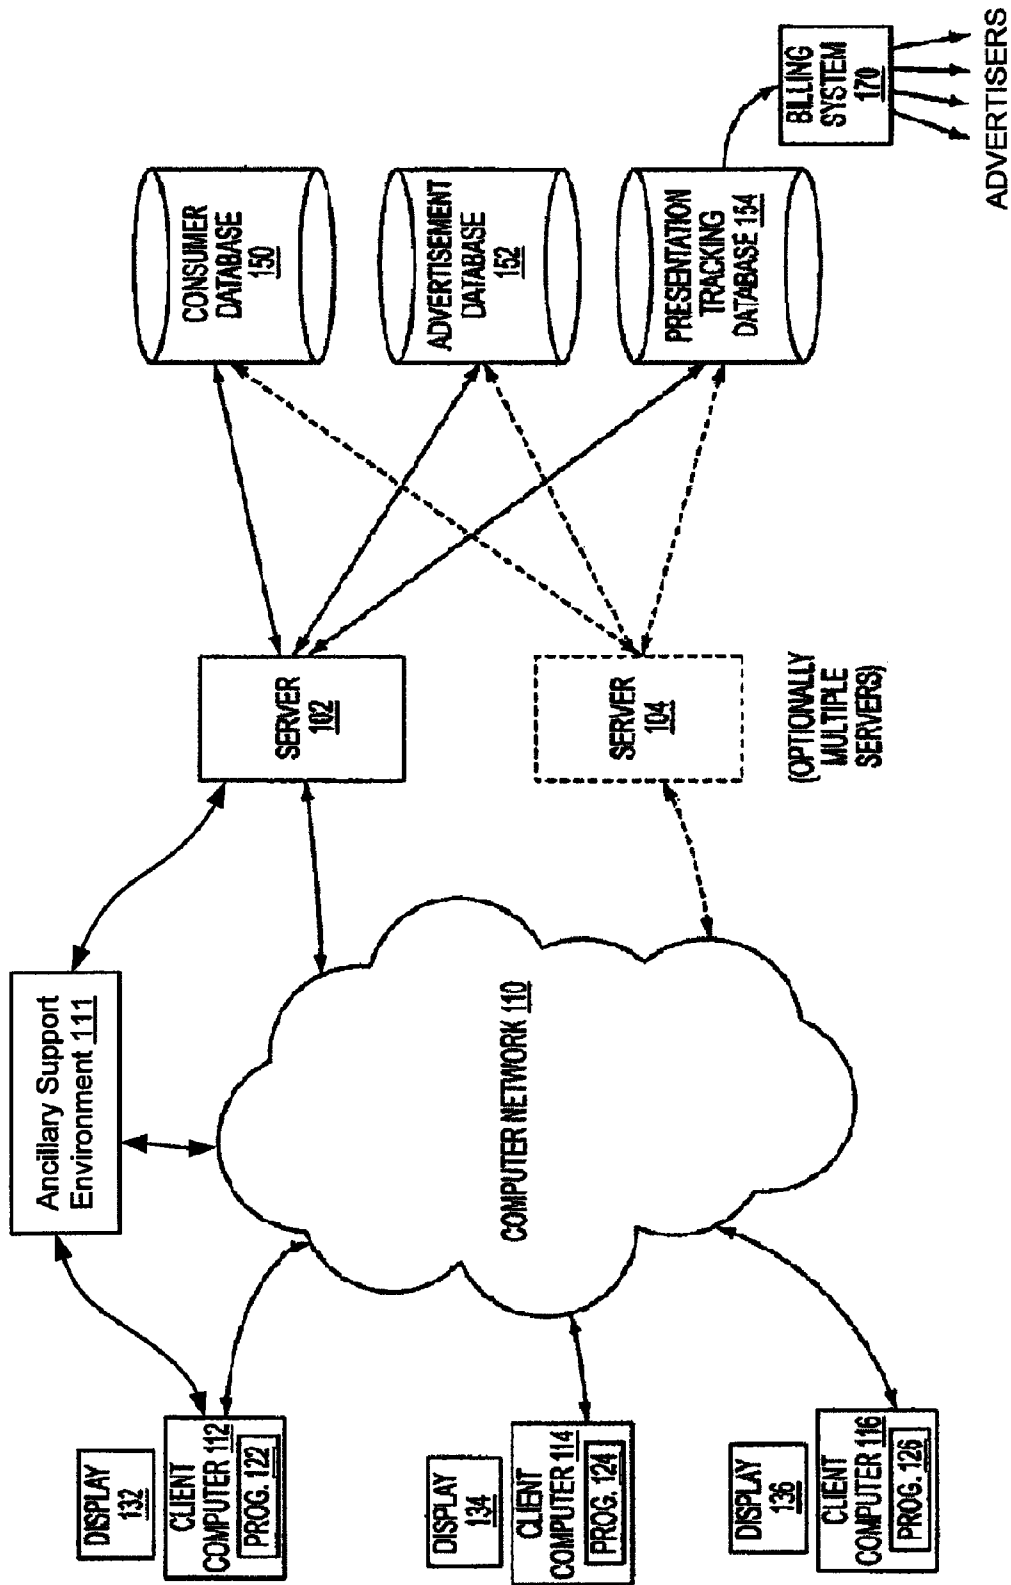 DISPLAY
132
CLIENT
COMPUTER 112
PROG. 122
DISPLAY
134
CLIENT
COMPUTER 114
PROG. 124
DISPLAY
136
CLIENT
COMPUTER 116
PROG. 126
Ancillary Support
Environment 111
COMPUTER NETWORK 110
SERVER
102
SERVER
104
(OPTIONALLY
MULTIPLE
SERVERS)
CONSUMER
DATABASE
150
ADVERTISEMENT
DATABASE
152
PRESENTATION
TRACKING
DATABASE 154
BILLING
SYSTEM
170
ADVERTISERS